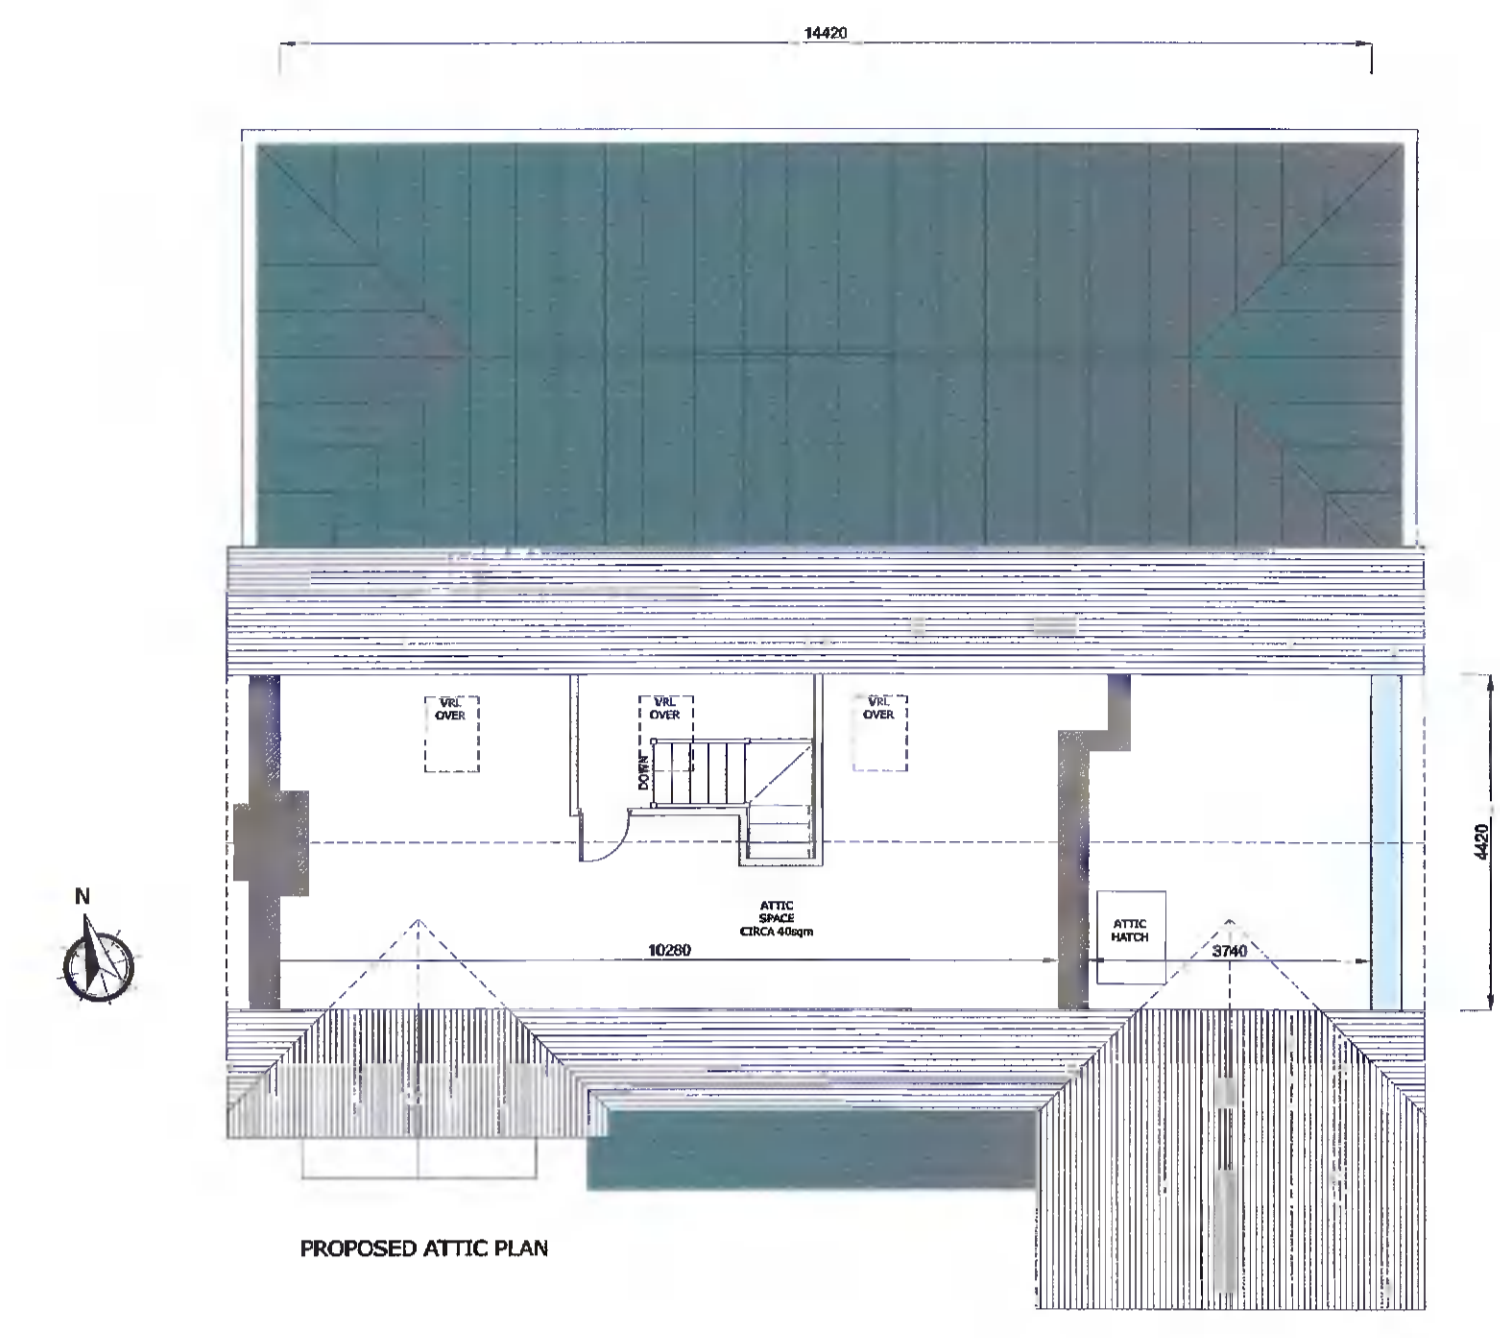 14420
VRL
OVER
VRL
OVER
VRL
OVER
DOWN
4420
N
ATTIC
SPACE
CIRCA 40sqm
ATTIC
HATCH
10280
3740
PROPOSED ATTIC PLAN